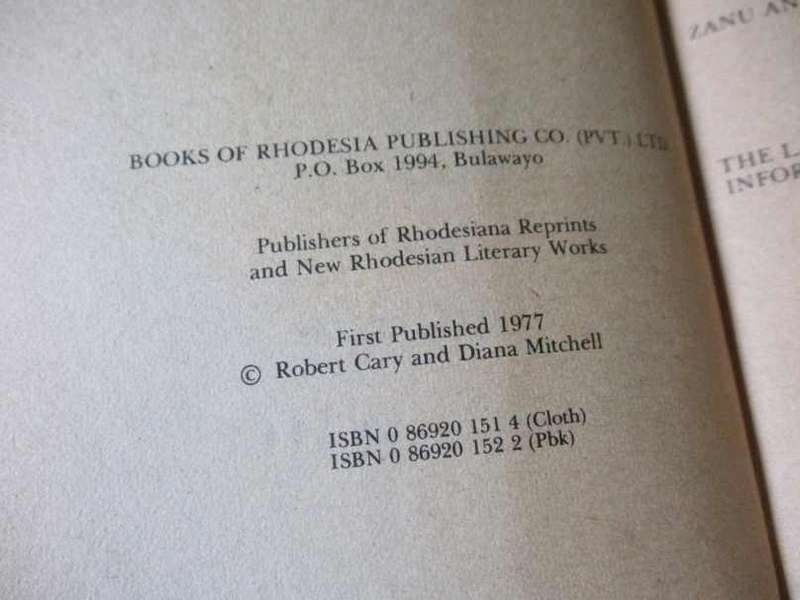 BOOKS OF RHODESIA PUBLISHING CO. (PVT.) LTD
P.O. Box 1994, Bulawayo
Publishers of Rhodesiana Reprints
and New Rhodesian Literary Works
First Published 1977
© Robert Cary and Diana Mitchell
ISBN 0 86920 151 4 (Cloth)
ISBN 0 86920 152 2 (Pbk)
ZANU
THE